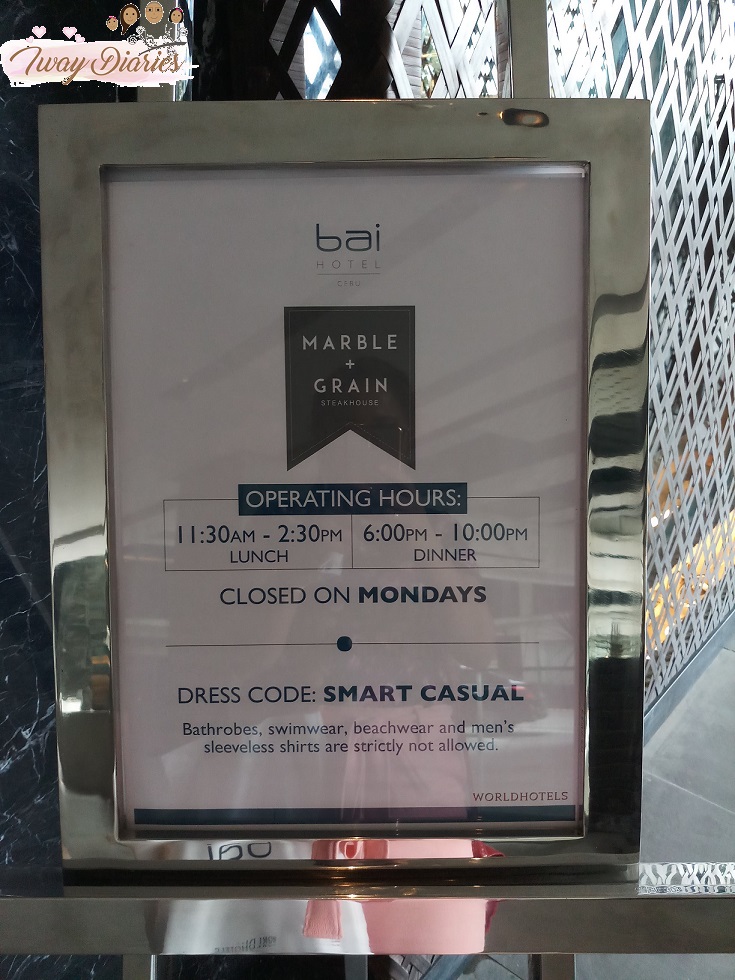 Iway Diaries
bai
HOTEL
CEBU
MARBLE
+
GRAIN
STEAKHOUSE
OPERATING HOURS:
11:30AM - 2:30PM 6:00PM - 10:00PM
LUNCH DINNER
CLOSED ON MONDAYS
DRESS CODE: SMART CASUAL
Bathrobes, swimwear, beachwear and men's
sleeveless shirts are strictly not allowed.
WORLDHOTELS